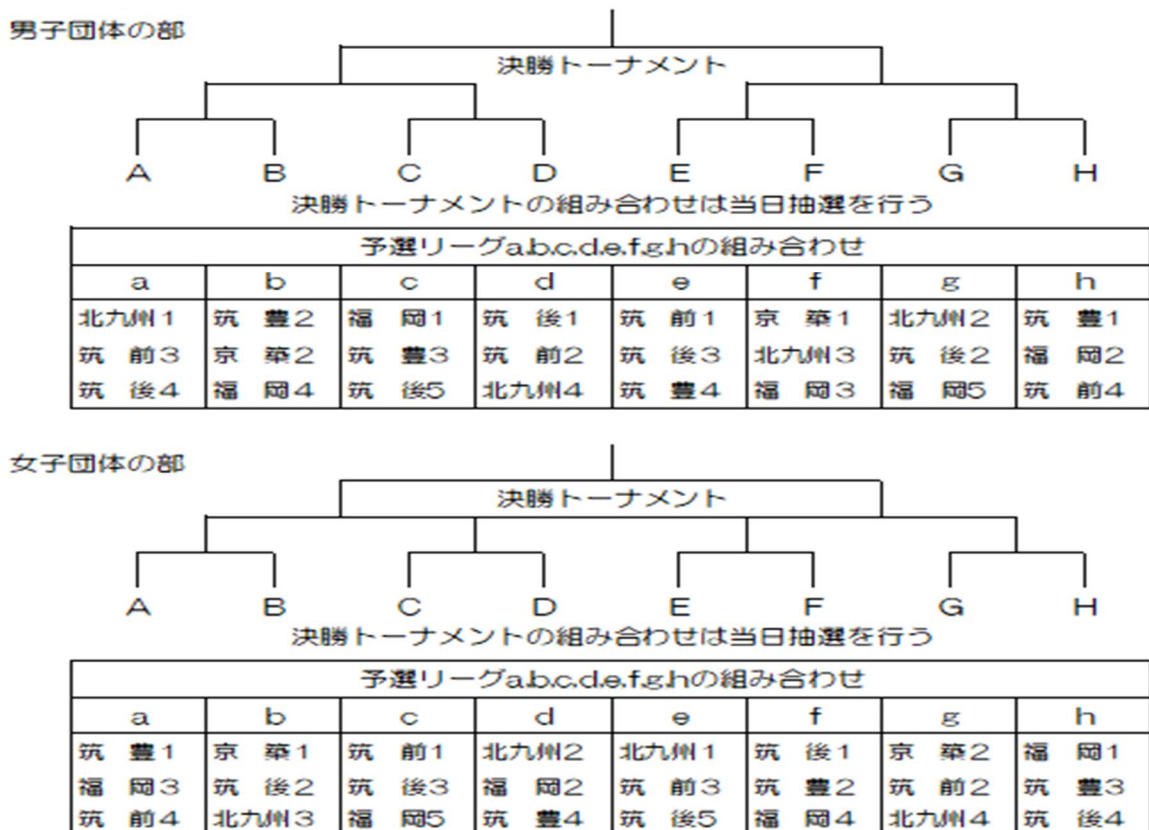 男子団体の部
決勝トーナメント
A B C D E F G H
決勝トーナメントの組み合わせは当日抽選を行う
予選リーグa.b.c.d.e.f.g.hの組み合わせ
a b c d e f g h
北九州1 筑 豊2 福 岡1 筑 後1 筑 前1 京 築1 北九州2 筑 豊1
筑 前3 京 築2 筑 豊3 筑 前2 筑 後3 北九州3 筑 後2 福 岡2
筑 後4 福 岡4 筑 後5 北九州4 筑 豊4 福 岡3 福 岡5 筑 前4
女子団体の部
決勝トーナメント
A B C D E F G H
決勝トーナメントの組み合わせは当日抽選を行う
予選リーグa.b.c.d.e.f.g.hの組み合わせ
a b c d e f g h
筑 豊1 京 築1 筑 前1 北九州2 北九州1 筑 後1 京 築2 福 岡1
福 岡3 筑 後2 筑 後3 福 岡2 筑 前3 筑 豊2 筑 前2 筑 豊3
筑 前4 北九州3 福 岡5 筑 豊4 筑 後5 福 岡4 北九州4 筑 後4